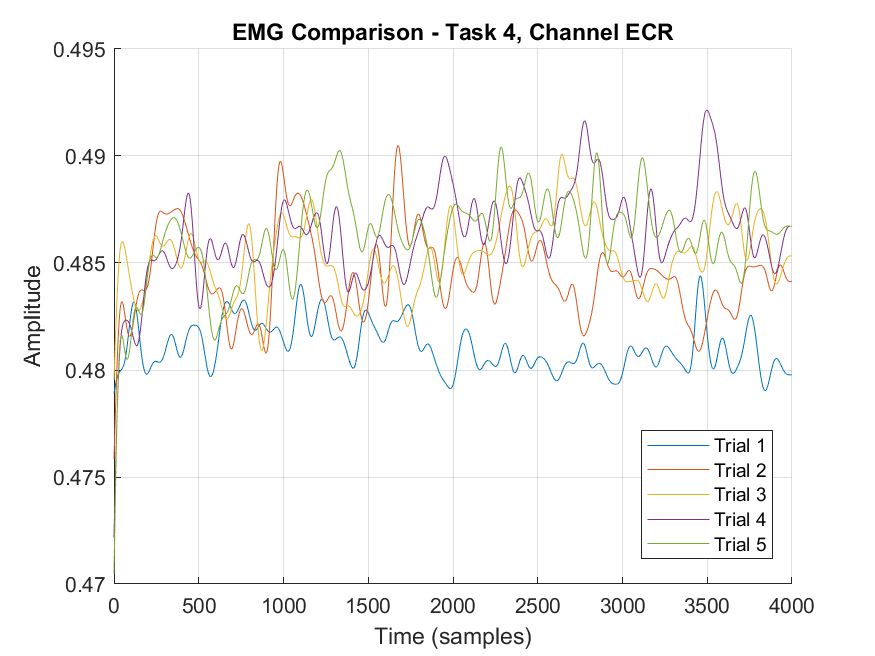 EMG Comparison - Task 4, Channel ECR
0.495
0.49
0.485
0.48
0.475
0.47
Amplitude
0 500 1000 1500 2000 2500 3000 3500 4000
Time (samples)
Trial 1
Trial 2
Trial 3
Trial 4
Trial 5